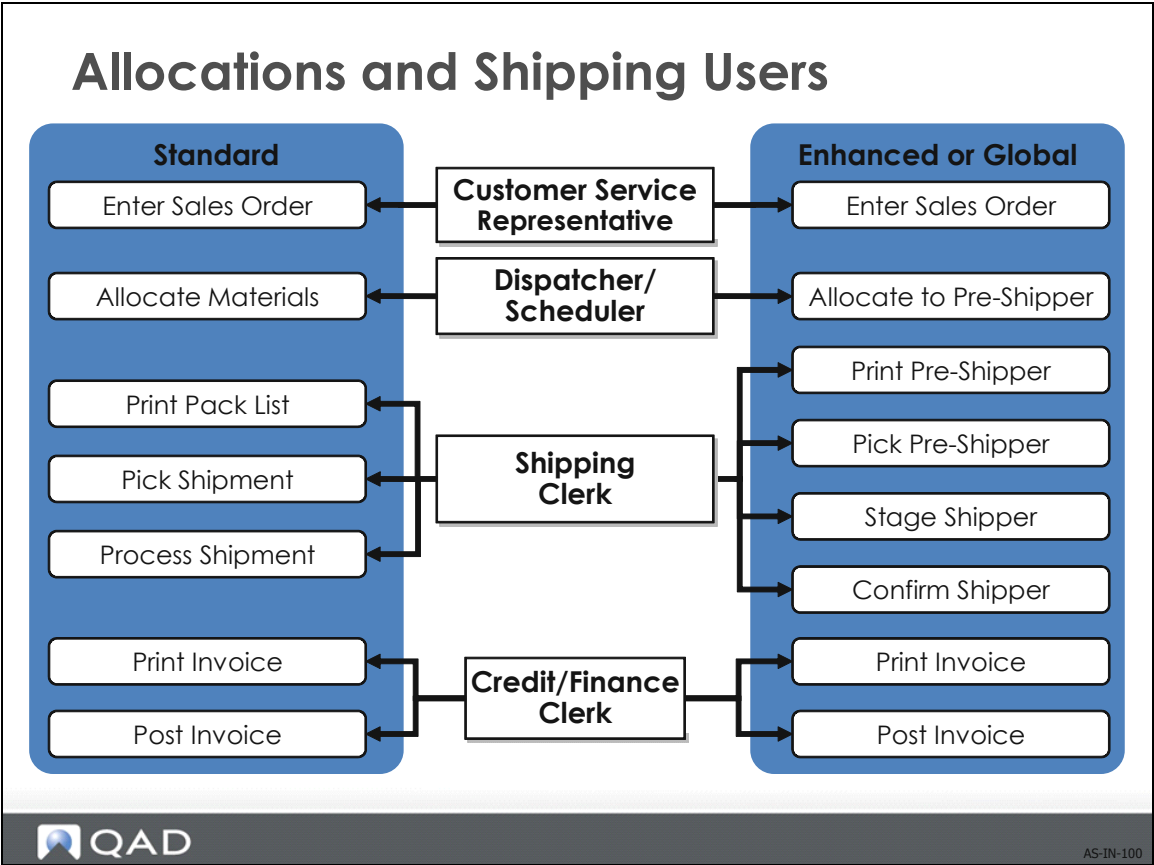 Allocations and Shipping Users
Standard
Enter Sales Order
Allocate Materials
Print Pack List
Pick Shipment
Process Shipment
Print Invoice
Post Invoice
Customer Service
Representative
Dispatcher/
Scheduler
Shipping
Clerk
Credit/Finance
Clerk
Enhanced or Global
Enter Sales Order
Allocate to Pre-Shipper
Print Pre-Shipper
Pick Pre-Shipper
Stage Shipper
Confirm Shipper
Print Invoice
Post Invoice
QAD
AS-IN-100